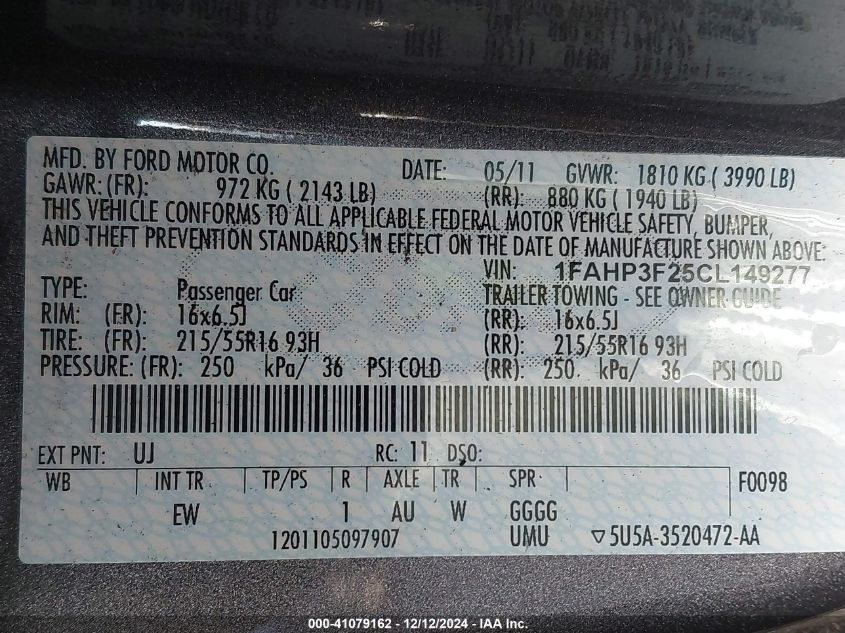 MFD. BY FORD MOTOR CO. DATE: 05/11 GVWR: 1810 KG ( 3990 LB)
GAWR: (FR): 972 KG ( 2143 LB) (RR): 880 KG ( 1940 LB)
THIS VEHICLE CONFORMS TO ALL APPLICABLE FEDERAL MOTOR VEHICLE SAFETY, BUMPER,
AND THEFT PREVENTION STANDARDS IN EFFECT ON THE DATE OF MANUFACTURE SHOWN ABOVE.
VIN: 1FAHP3F25CL149277
TYPE: Passenger Car TRAILER TOWING - SEE OWNER GUIDE
RIM: (FR): 16x6.5J (RR): 16x6.5J
TIRE: (FR): 215/55R16 93H (RR): 215/55R16 93H
PRESSURE: (FR): 250 kPa/ 36 PSI COLD (RR): 250 kPa/ 36 PSI COLD
EXT PNT: UJ RC: 11 DSO:
WB INT TR TP/PS R AXLE TR SPR F0098
EW 1 AU W GGGG
1201105097907 UMU ▽5U5A-3520472-AA
000-41079162 - 12/12/2024 - IAA Inc.